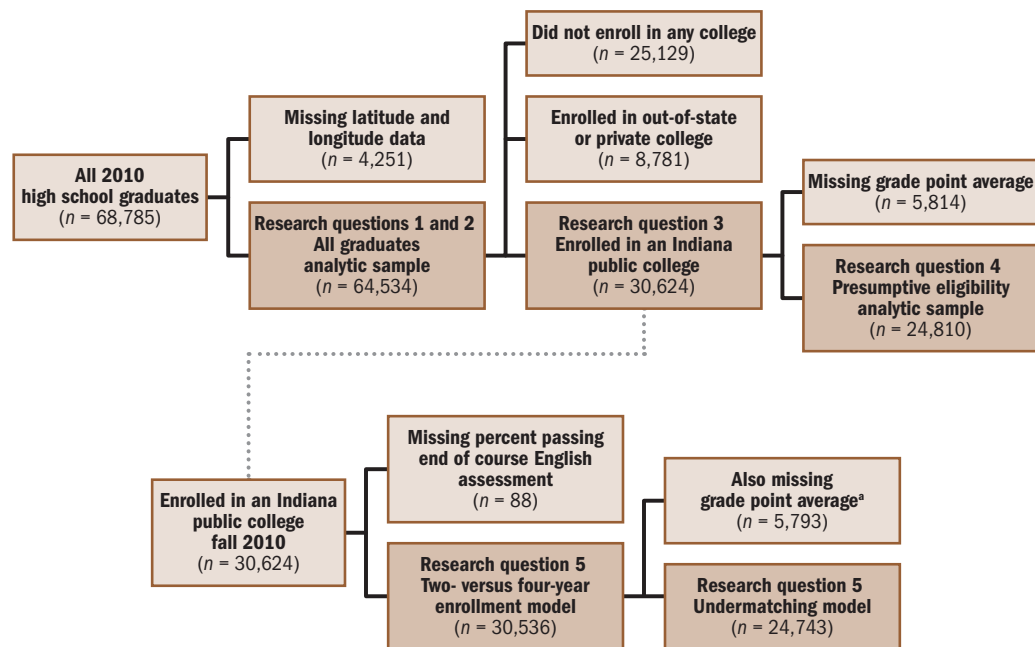 Did not enroll in any college
(n = 25,129)
Missing latitude and
longitude data
(n = 4,251)
Enrolled in out-of-state
or private college
(n = 8,781)
All 2010
high school graduates
(n = 68,785)
Missing grade point average
(n = 5,814)
Research questions 1 and 2
All graduates
analytic sample
(n = 64,534)
Research question 3
Enrolled in an Indiana
public college
(n = 30,624)
Research question 4
Presumptive eligibility
analytic sample
(n = 24,810)
Missing percent passing
end of course English
assessment
(n = 88)
Also missing
grade point averageᵃ
(n = 5,793)
Enrolled in an Indiana
public college
fall 2010
(n = 30,624)
Research question 5
Two- versus four-year
enrollment model
(n = 30,536)
Research question 5
Undermatching model
(n = 24,743)